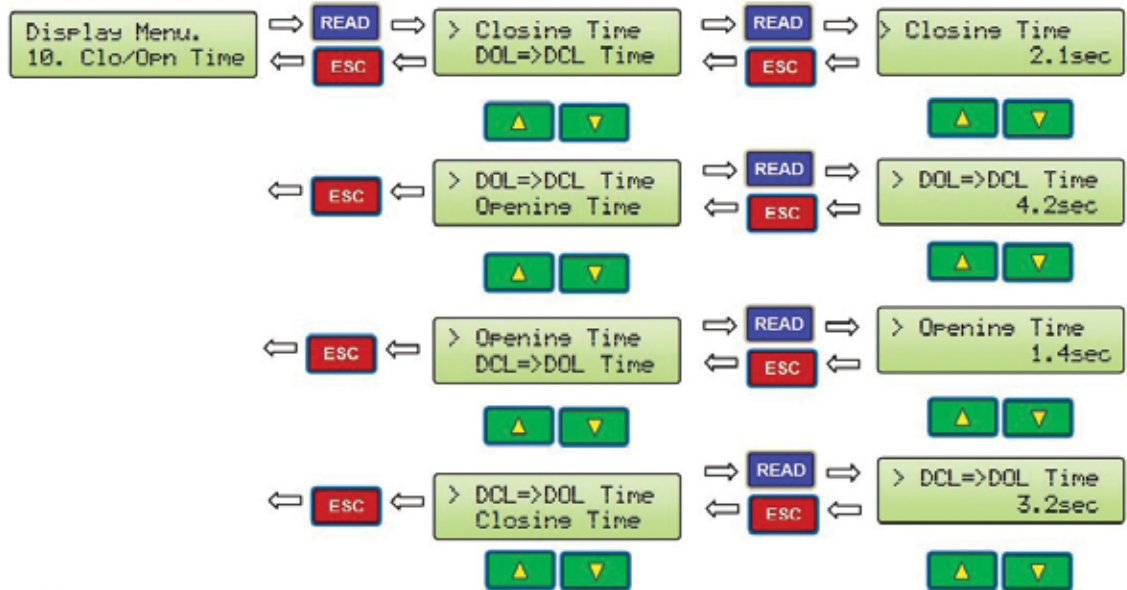 Display Menu.
10. Clo/Opn Time
READ
ESC
> Closing Time
DOL=>DCL Time
READ
ESC
> Closing Time
2.1sec
ESC
> DOL=>DCL Time
Opening Time
READ
ESC
> DOL=>DCL Time
4.2sec
ESC
> Opening Time
DCL=>DOL Time
READ
ESC
> Opening Time
1.4sec
ESC
> DCL=>DOL Time
Closing Time
READ
ESC
> DCL=>DOL Time
3.2sec